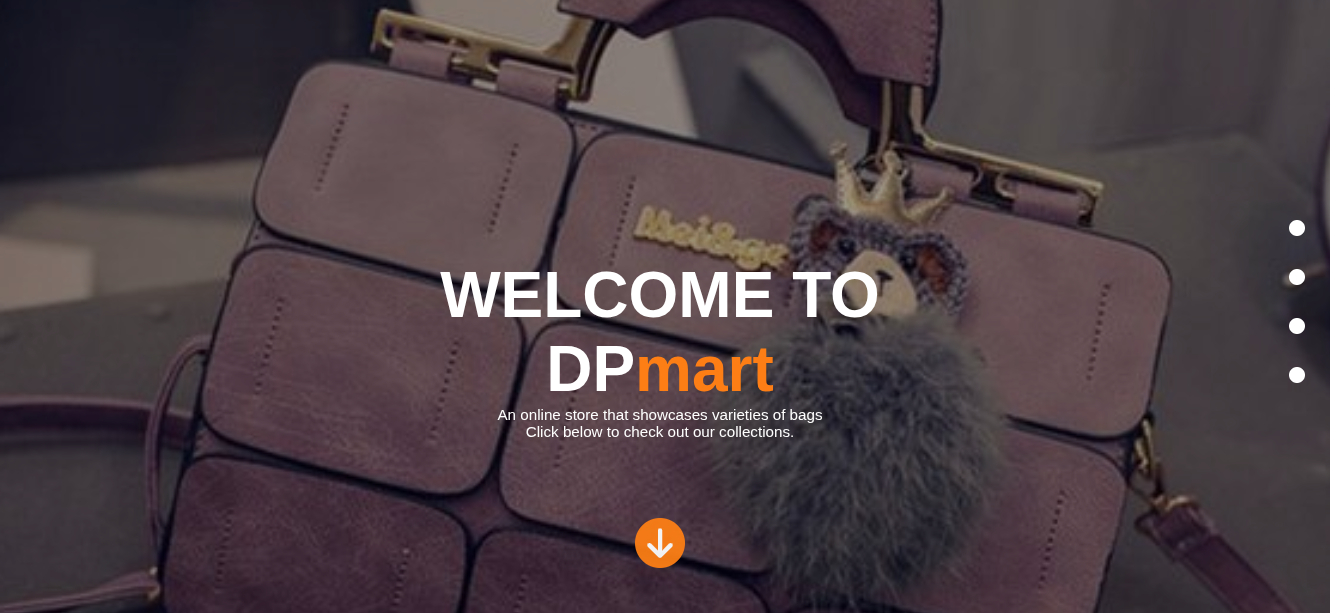 WELCOME TO
DPmart
An online store that showcases varieties of bags
Click below to check out our collections.